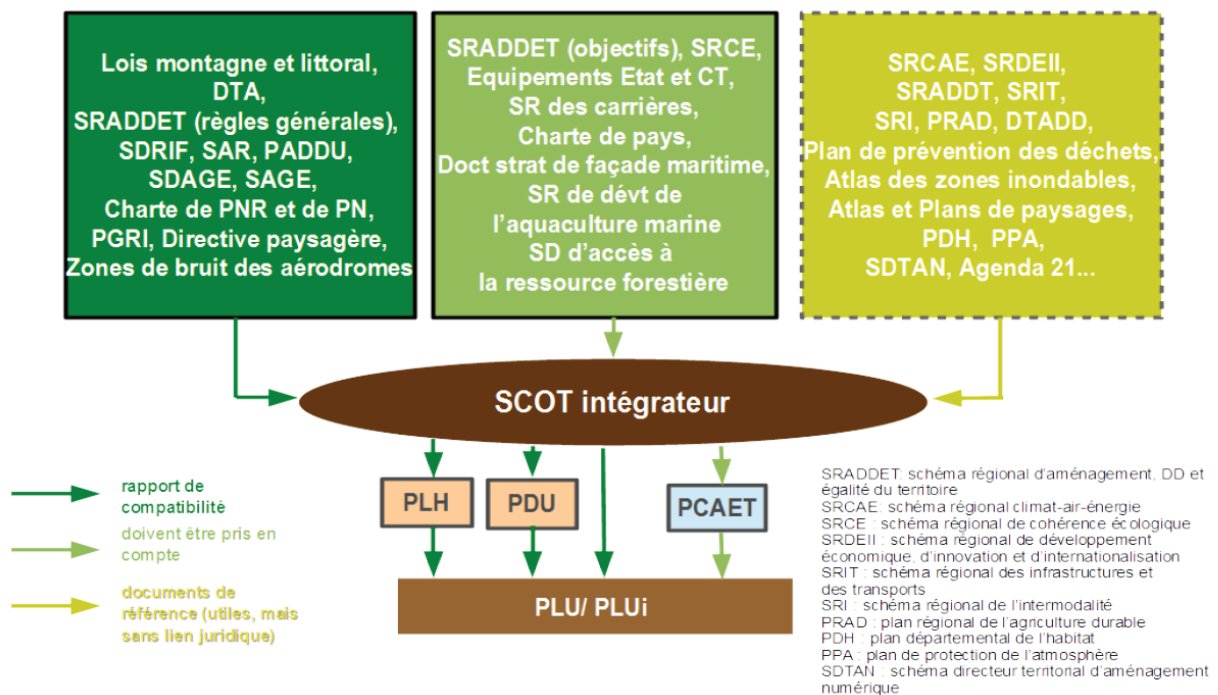 Lois montagne et littoral,
DTA,
SRADDET (règles générales),
SDRIF, SAR, PADDU,
SDAGE, SAGE,
Charte de PNR et de PN,
PGRI, Directive paysagère,
Zones de bruit des aérodromes
SRADDET (objectifs), SRCE,
Equipements Etat et CT,
SR des carrières,
Charte de pays,
Doct strat de façade maritime,
SR de dévt de
l'aquaculture marine
SD d'accès à
la ressource forestière
SRCAE, SRDEII,
SRADDT, SRIT,
SRI, PRAD, DTADD,
Plan de prévention des déchets,
Atlas des zones inondables,
Atlas et Plans de paysages,
PDH, PPA,
SDTAN, Agenda 21...
SCOT intégrateur
PLH
PDU
PCAET
PLU/ PLUi
rapport de
compatibilité
doivent être pris en
compte
documents de
référence (utiles, mais
sans lien juridique)
SRADDET: schéma régional d'aménagement, DD et
égalité du territoire
SRCAE: schéma régional climat-air-énergie
SRCE : schéma régional de cohérence écologique
SRDEII : schéma régional de développement
économique, d'innovation et d'internationalisation
SRIT : schéma régional des infrastructures et
des transports
SRI : schéma régional de l'intermodalité
PRAD : plan régional de l'agriculture durable
PDH : plan départemental de l'habitat
PPA : plan de protection de l'atmosphère
SDTAN : schéma directeur territorial d'aménagement
numérique